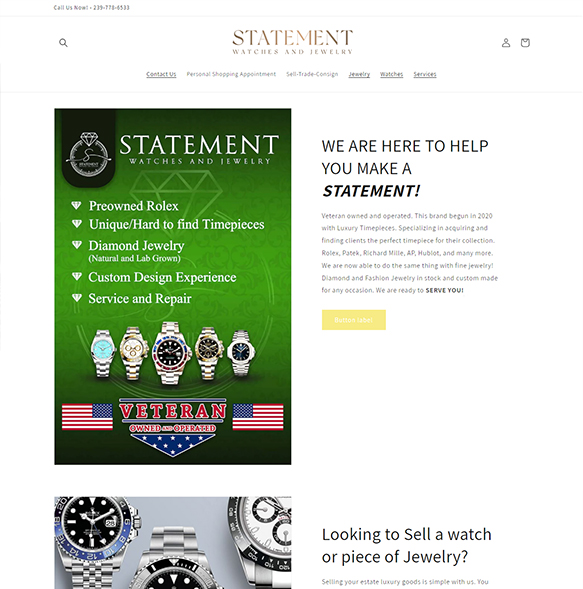 Call Us Now! - 239-778-6533
STATEMENT
WATCHES AND JEWELRY
Contact Us Personal Shopping Appointment Sell-Trade-Consign Jewelry Watches Services
STATEMENT
STATEMENT
WATCHES AND JEWELRY
Preowned Rolex
Unique/Hard to find Timepieces
Diamond Jewelry
(Natural and Lab Grown)
Custom Design Experience
Service and Repair
VETERAN
OWNED AND OPERATED
WE ARE HERE TO HELP
YOU MAKE A
STATEMENT!
Veteran owned and operated. This brand begun in 2020
with Luxury Timepieces. Specializing in acquiring and
finding clients the perfect timepiece for their collection.
Rolex, Patek, Richard Mille, AP, Hublot, and many more.
We are now able to do the same thing with fine jewelry!
Diamond and Fashion Jewelry in stock and custom made
for any occasion. We are ready to SERVE YOU!
Button label
Looking to Sell a watch
or piece of Jewelry?
Selling your estate luxury goods is simple with us. You